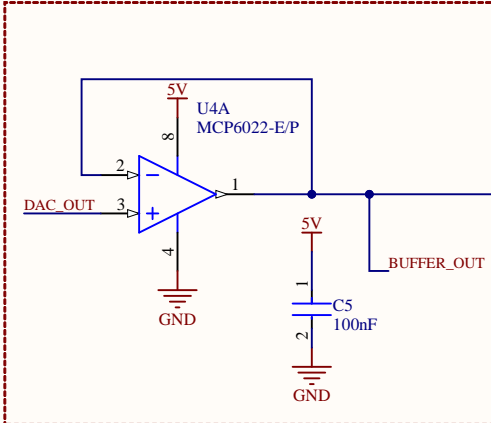 5V
U4A
MCP6022-E/P
8
2
1
DAC_OUT
3
4
GND
5V
BUFFER_OUT
1
C5
100nF
2
GND